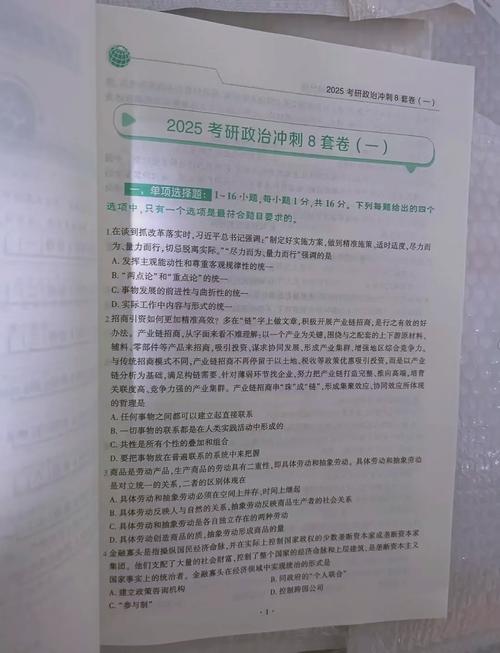 2025 考研政治冲刺 8 套卷（一）
2025 考研政治冲刺 8 套卷（一）
一、单项选择题：1~16 小题,每小题 1 分,共 16 分。下列每题给出的四个
选项中,只有一个选项是最符合题目要求的。
1.在谈到抓改革落实时,习近平总书记强调:“制定好实施方案,做到精准施策、适时适度、尽力而
为、量力而行,切忌脱离实际。”“尽力而为、量力而行”强调的是
A. 发挥主观能动性和尊重客观规律性的统一
B. “两点论”和“重点论”的统一
C. 事物发展的前进性与曲折性的统一
D. 实际工作中内容与形式的统一
2.招商引资如何更加精准高效？多在“链”字上做文章,积极开展产业链招商,是行之有效的好
办法。产业链招商,从字面来看不难理解:以一个产业为关键,围绕与之配套的上下游原材料、
辅料、零部件等产品来招商,吸引投资、谋求协同发展,形成产业集群,增强地区综合竞争力。
与传统招商模式不同,产业链招商不再停留于以土地、税收等政策优惠吸引投资,而是以产业
链分析为基础,满足构链需要,针对薄弱环节找企业,努力把产业链打造完整、推向高端,培育
关联度高、竞争力强的产业集群。产业链招商串“珠”成“链”,形成集聚效应、协同效应所体现
的哲理是
A. 任何事物之间都可以建立起直接联系
B. 一切事物的联系都是在人类实践活动中形成的
C. 共性是所有个性的叠加和组合
D. 要把事物放在普遍联系的系统中来把握
3.商品是劳动产品,生产商品的劳动具有二重性,即具体劳动和抽象劳动。具体劳动和抽象劳动
是对立统一的关系,二者的区别体现在
A. 具体劳动和抽象劳动必须在空间上并存、时间上继起
B. 具体劳动反映人与自然的关系,抽象劳动反映商品生产者的社会关系
C. 具体劳动和抽象劳动是各自独立存在的两种劳动
D. 具体劳动创造商品的质,抽象劳动形成商品的量
4.金融寡头是指操纵国民经济命脉,并在实际上控制国家政权的少数垄断资本家或垄断资本家
集团。他们支配了大量的社会财富,控制了整个国家的经济命脉和上层建筑,是垄断资本主义
国家事实上的统治者。金融寡头在经济领域中实现统治的形式是
A. 建立政策咨询机构 B. 同政府的“个人联合”
C. “参与制” D. 控制跨国公司
· 1 ·